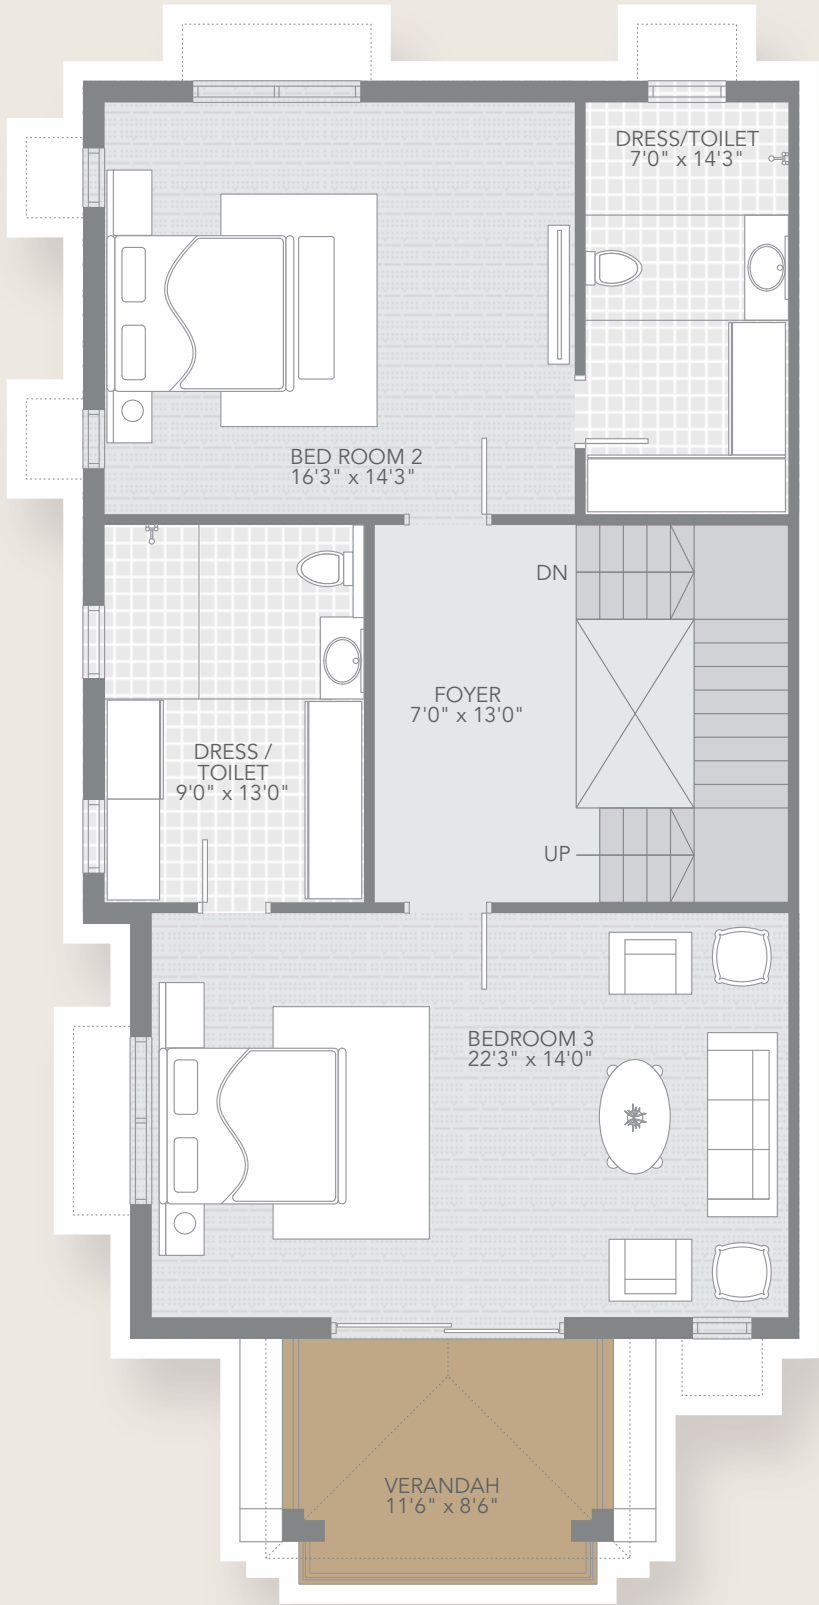 DRESS/TOILET
7'0" x 14'3"
BED ROOM 2
16'3" x 14'3"
DN
FOYER
7'0" x 13'0"
DRESS /
TOILET
9'0" x 13'0"
UP
BEDROOM 3
22'3" x 14'0"
VERANDAH
11'6" x 8'6"